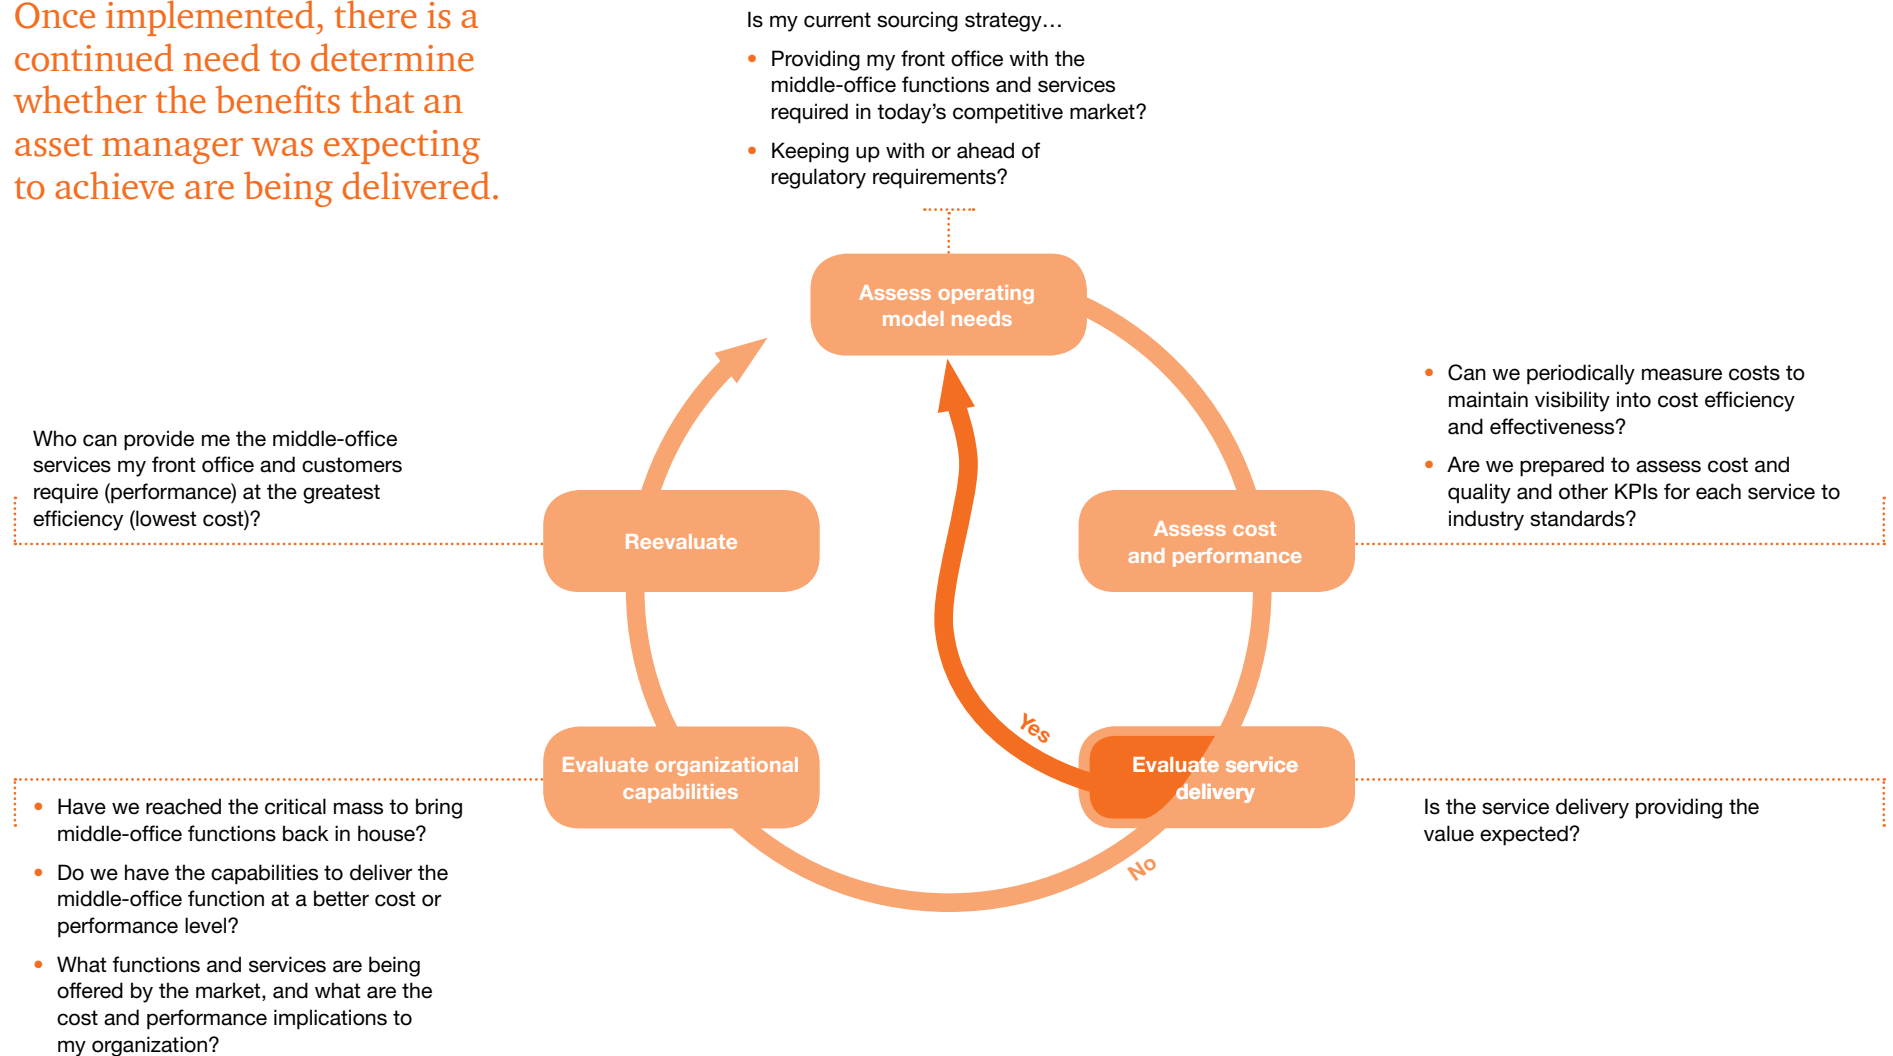 Once implemented, there is a
continued need to determine
whether the benefits that an
asset manager was expecting
to achieve are being delivered.
Is my current sourcing strategy…
• Providing my front office with the
middle-office functions and services
required in today’s competitive market?
• Keeping up with or ahead of
regulatory requirements?
Assess operating
model needs
• Can we periodically measure costs to
maintain visibility into cost efficiency
and effectiveness?
• Are we prepared to assess cost and
quality and other KPIs for each service to
industry standards?
Assess cost
and performance
Who can provide me the middle-office
services my front office and customers
require (performance) at the greatest
efficiency (lowest cost)?
Reevaluate
Yes
Evaluate service
delivery
Is the service delivery providing the
value expected?
No
Evaluate organizational
capabilities
• Have we reached the critical mass to bring
middle-office functions back in house?
• Do we have the capabilities to deliver the
middle-office function at a better cost or
performance level?
• What functions and services are being
offered by the market, and what are the
cost and performance implications to
my organization?